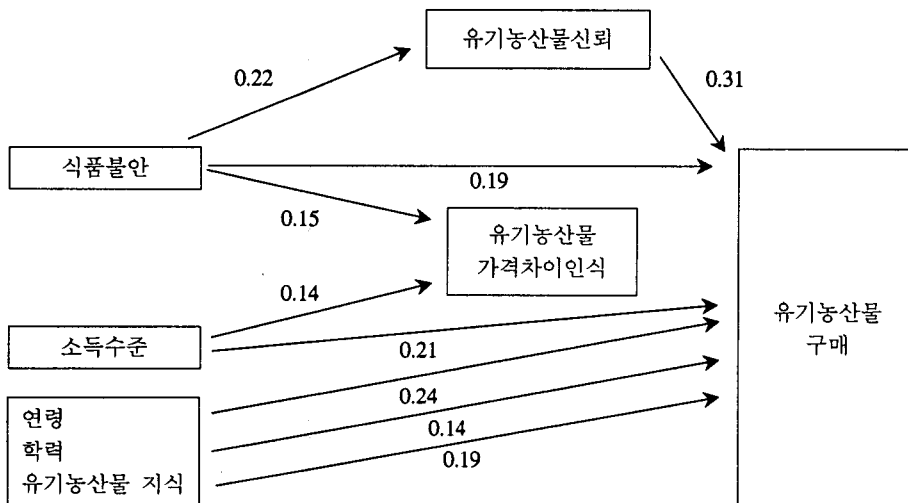 유기농산물신뢰
0.22
0.31
식품불안
0.19
0.15
유기농산물
가격차이인식
0.14
유기농산물
구매
소득수준
0.21
0.24
연령
0.14
학력
0.19
유기농산물 지식